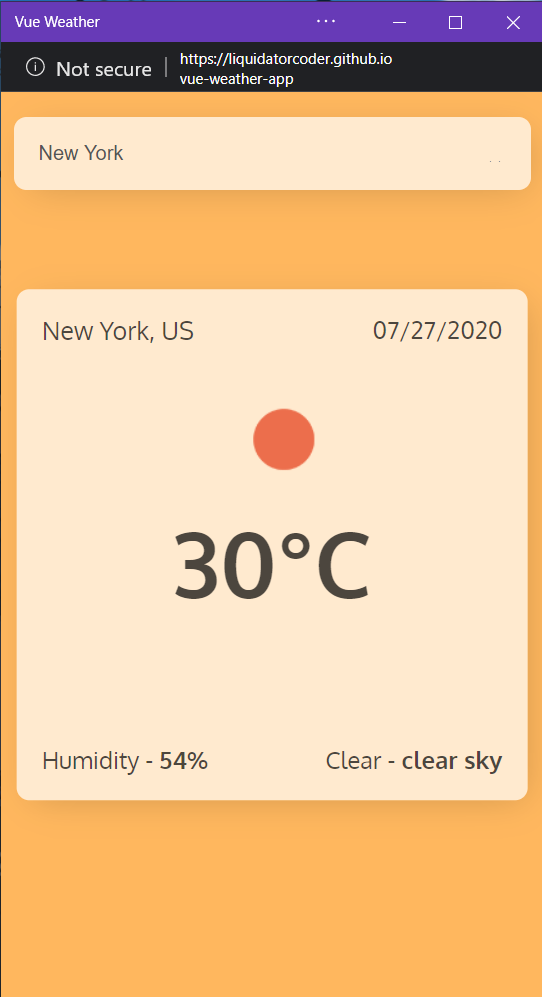 Vue Weather
Not secure
https://liquidatorcoder.github.io
vue-weather-app
New York
New York, US 07/27/2020
30°C
Humidity - 54% Clear - clear sky